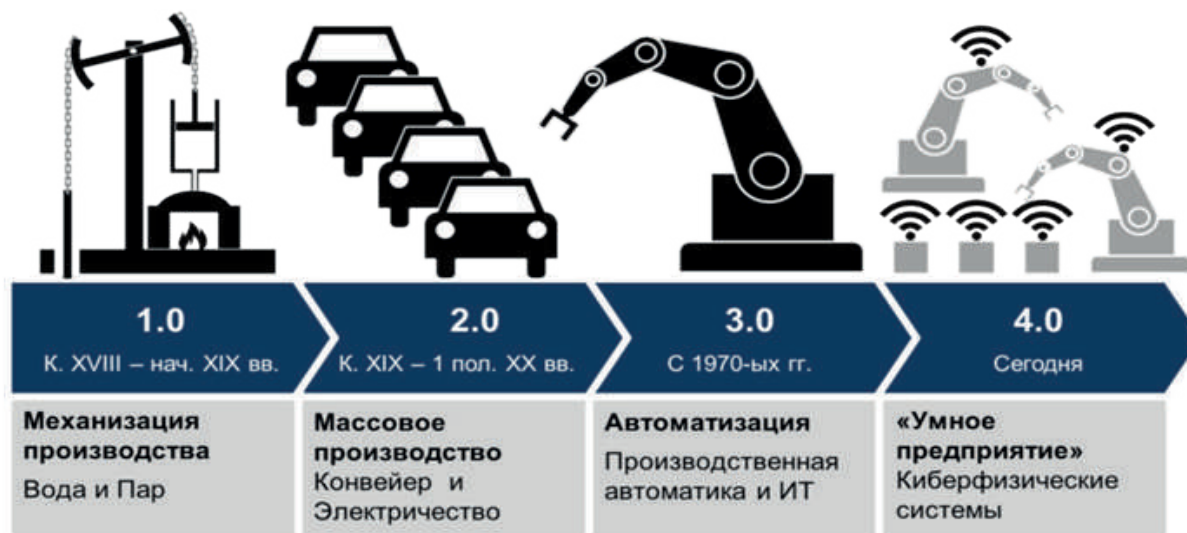 1.0
К. XVIII – нач. XIX вв.
2.0
К. XIX – 1 пол. XX вв.
3.0
С 1970-ых гг.
4.0
Сегодня
Механизация
производства
Вода и Пар
Массовое
производство
Конвейер и
Электричество
Автоматизация
Производственная
автоматика и ИТ
«Умное
предприятие»
Киберфизические
системы